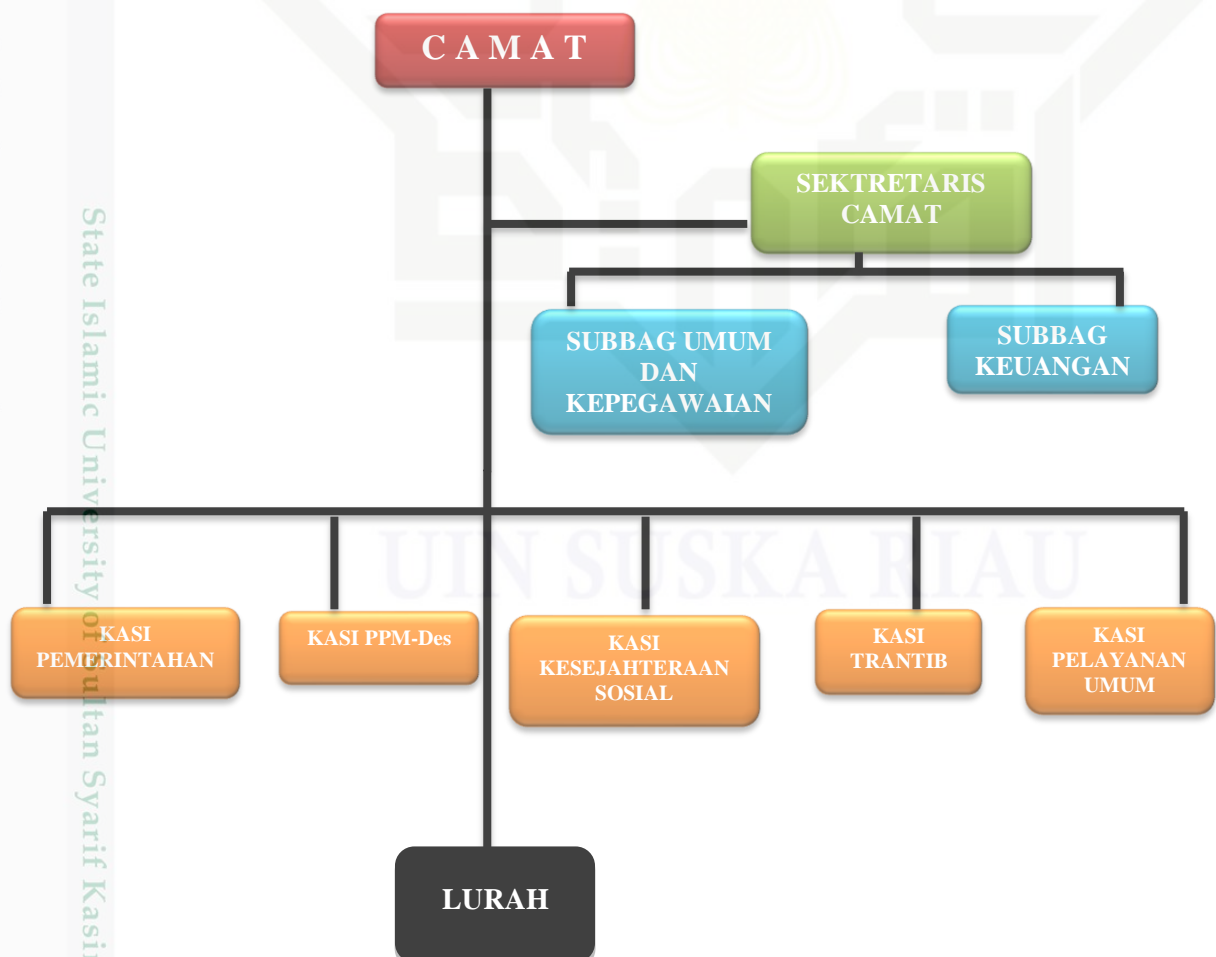 C A M A T
SEKTRETARIS
CAMAT
SUBBAG UMUM
DAN
KEPEGAWAIAN
SUBBAG
KEUANGAN
KASI
PEMERINTAHAN
KASI PPM-Des
KASI
KESEJAHTERAAN
SOSIAL
KASI
TRANTIB
KASI
PELAYANAN
UMUM
LURAH
UIN SUSKA RIAU
State Islamic University of Sultan Syarif Kasi